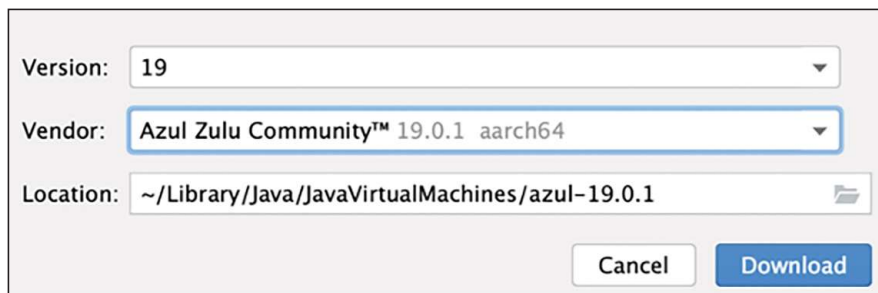 Version: 19
Vendor: Azul Zulu Community™ 19.0.1 aarch64
Location: ~/Library/Java/JavaVirtualMachines/azul-19.0.1
Cancel Download